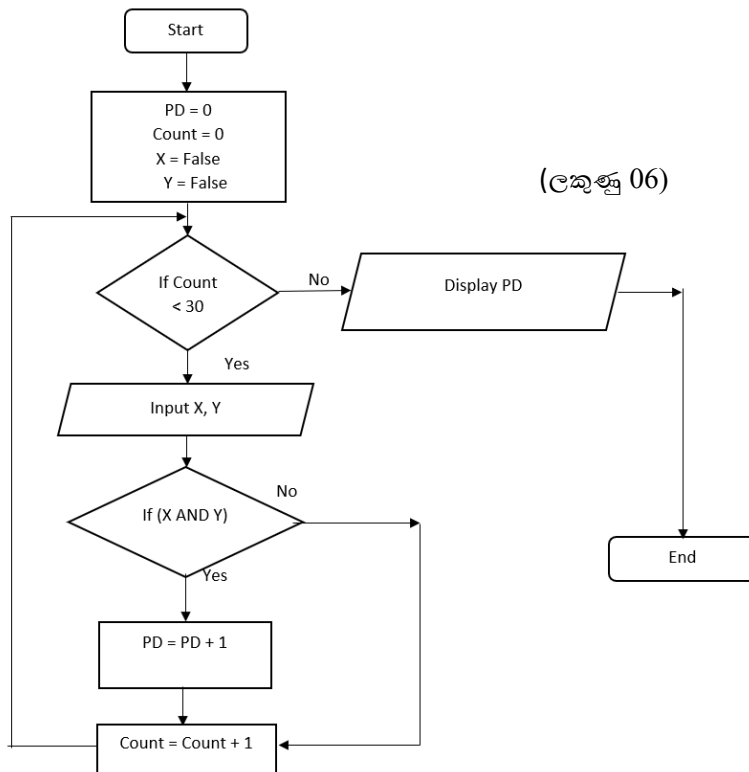 Start
PD = 0
Count = 0
X = False
Y = False
(ලකුණු 06)
If Count
< 30
No
Display PD
Yes
Input X, Y
If (X AND Y)
No
Yes
End
PD = PD + 1
Count = Count + 1